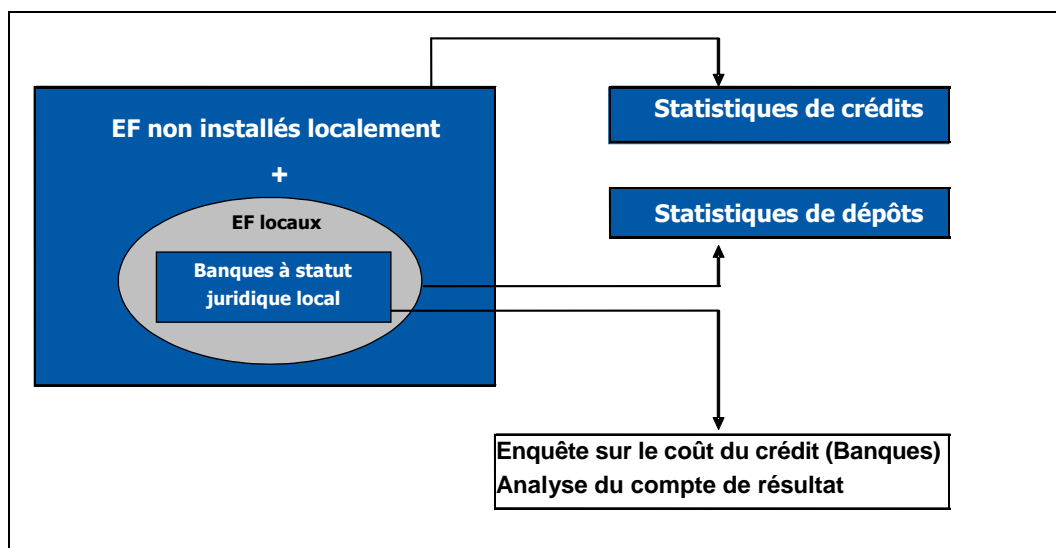 EF non installés localement
+
EF locaux
Banques à statut
juridique local
Statistiques de crédits
Statistiques de dépôts
Enquête sur le coût du crédit (Banques)
Analyse du compte de résultat